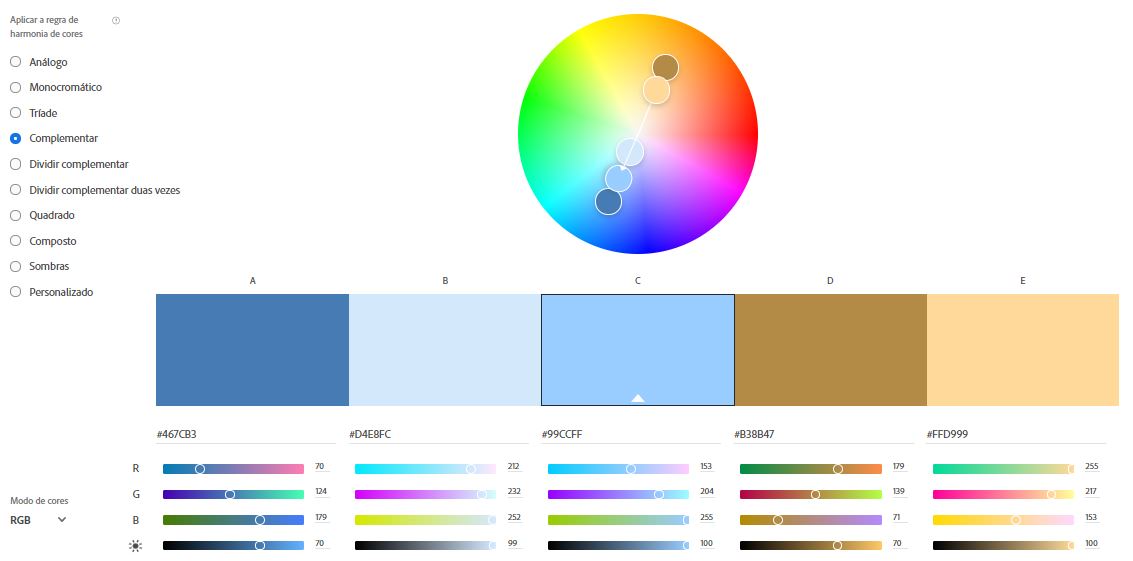 Aplicar a regra de
harmonia de cores
Análogo
Monocromático
Tríade
Complementar
Dividir complementar
Dividir complementar duas vezes
Quadrado
Composto
Sombras
Personalizado
A B C D E
#467CB3 #D4E8FC #99CCFF #B38B47 #FFD999
R 70 212 153 179 255
G 124 232 204 139 217
B 179 252 255 71 153
70 99 100 70 100
Modo de cores
RGB